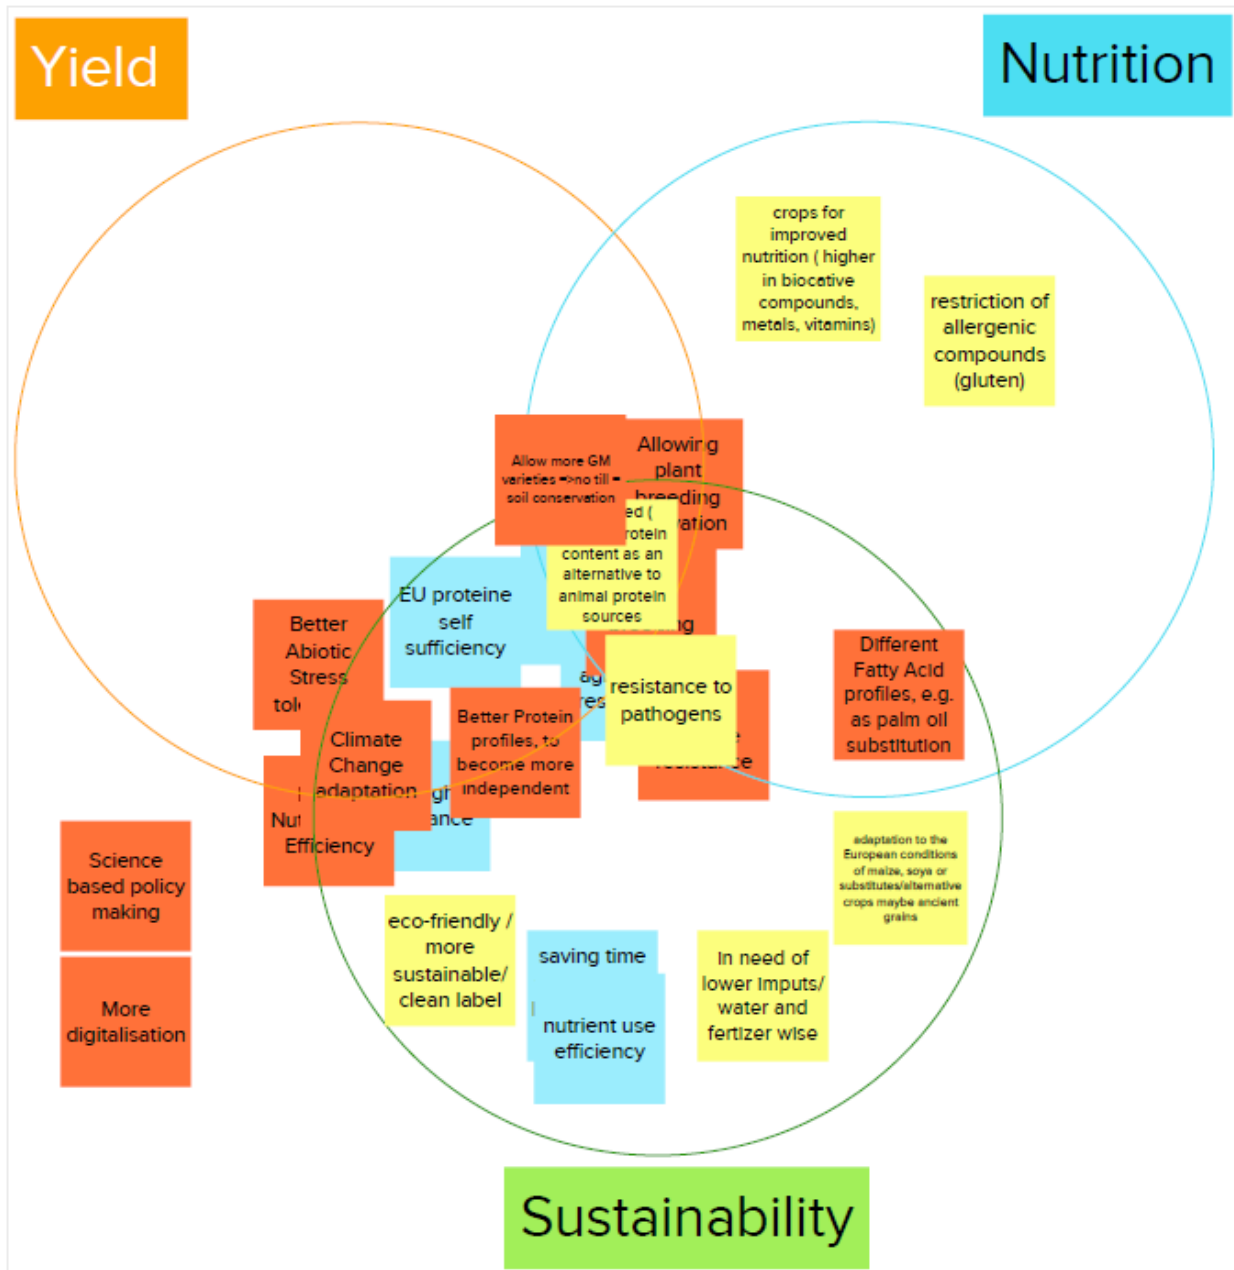 Yield
Nutrition
crops for
improved
nutrition ( higher
in biocative
compounds,
metals, vitamins)
restriction of
allergenic
compounds
(gluten)
Allow more GM
varieties =>no till =
soil conservation
Allowing
plant
breeding
content as an
alternative to
animal protein
sources
EU proteine
self
sufficiency
Better
Abiotic
Stress
resistance to
pathogens
Different
Fatty Acid
profiles, e.g.
as palm oil
substitution
Better Protein
profiles, to
become more
independent
Climate
Change
adaptation
Efficiency
Science
based policy
making
adaptation to the
European conditions
of maize, soya or
substitutes/alternative
crops maybe ancient
grains
eco-friendly /
more
sustainable/
clean label
saving time
nutrient use
efficiency
In need of
lower imputs/
water and
fertizer wise
More
digitalisation
Sustainability